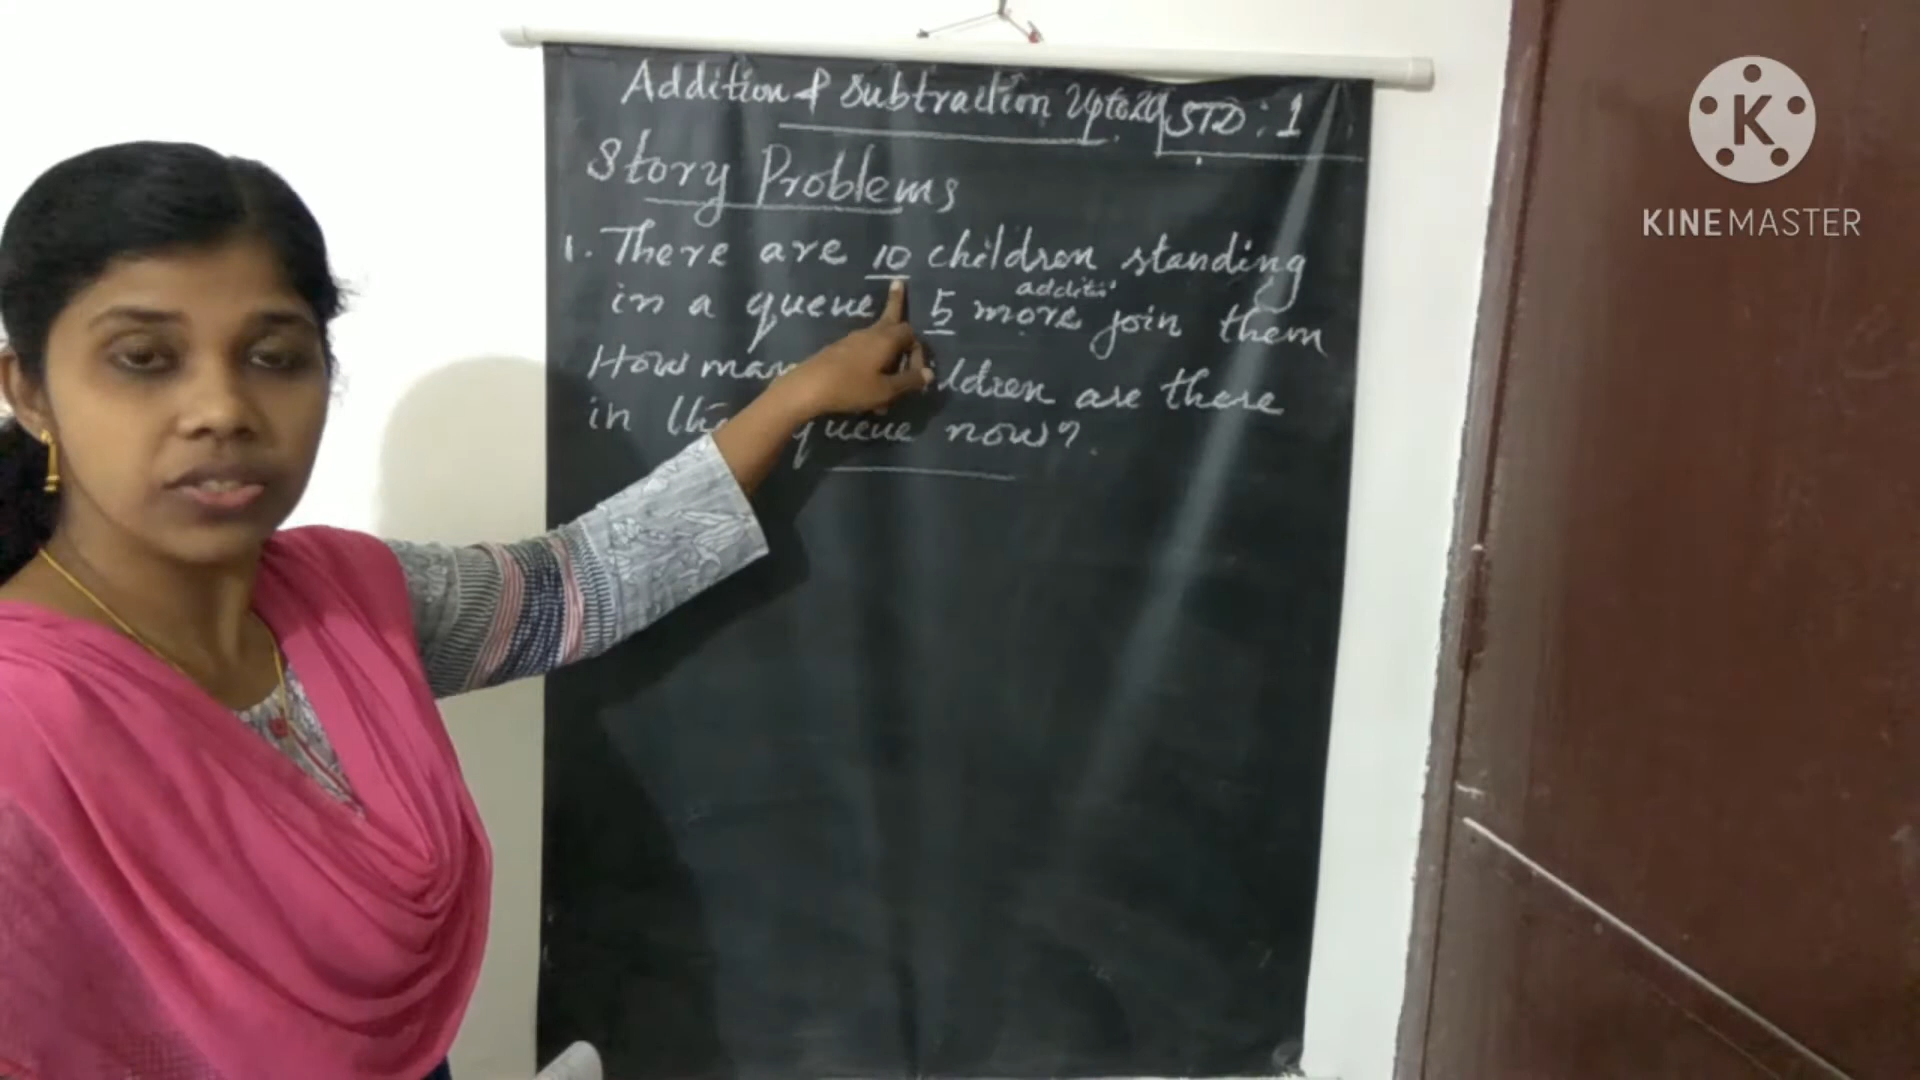 Addition & Subtraction Upto 20
STD : 1
Story Problems
1. There are 10 children standing
additi
in a queue 5 more join them
How many children are there
in the queue now?
K
KINEMASTER